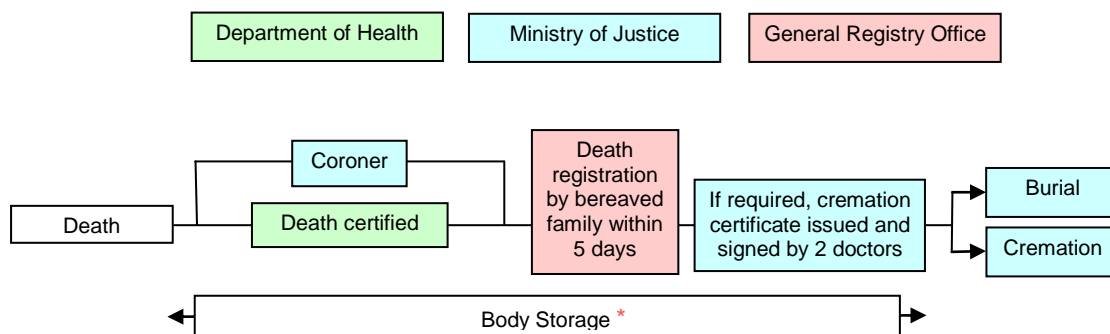 Department of Health
Ministry of Justice
General Registry Office
Death
Coroner
Death certified
Death
registration
by bereaved
family within
5 days
If required, cremation
certificate issued and
signed by 2 doctors
Burial
Cremation
Body Storage *